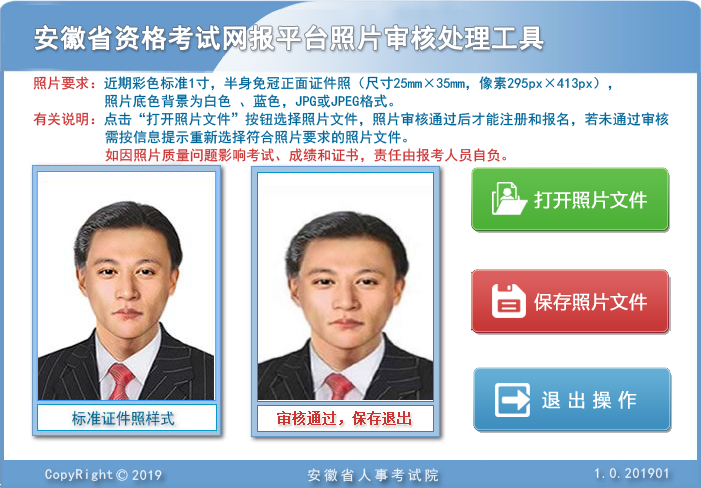 安徽省资格考试网报平台照片审核处理工具
照片要求：近期彩色标准1寸，半身免冠正面证件照（尺寸25mm×35mm，像素295px×413px），
照片底色背景为白色 、蓝色，JPG或JPEG格式。
有关说明：点击“打开照片文件”按钮选择照片文件，照片审核通过后才能注册和报名，若未通过审核
需按信息提示重新选择符合照片要求的照片文件。
如因照片质量问题影响考试、成绩和证书，责任由报考人员自负。
打开照片文件
保存照片文件
退出操作
标准证件照样式
审核通过，保存退出
CopyRight © 2019
安徽省人事考试院
1.0.201901